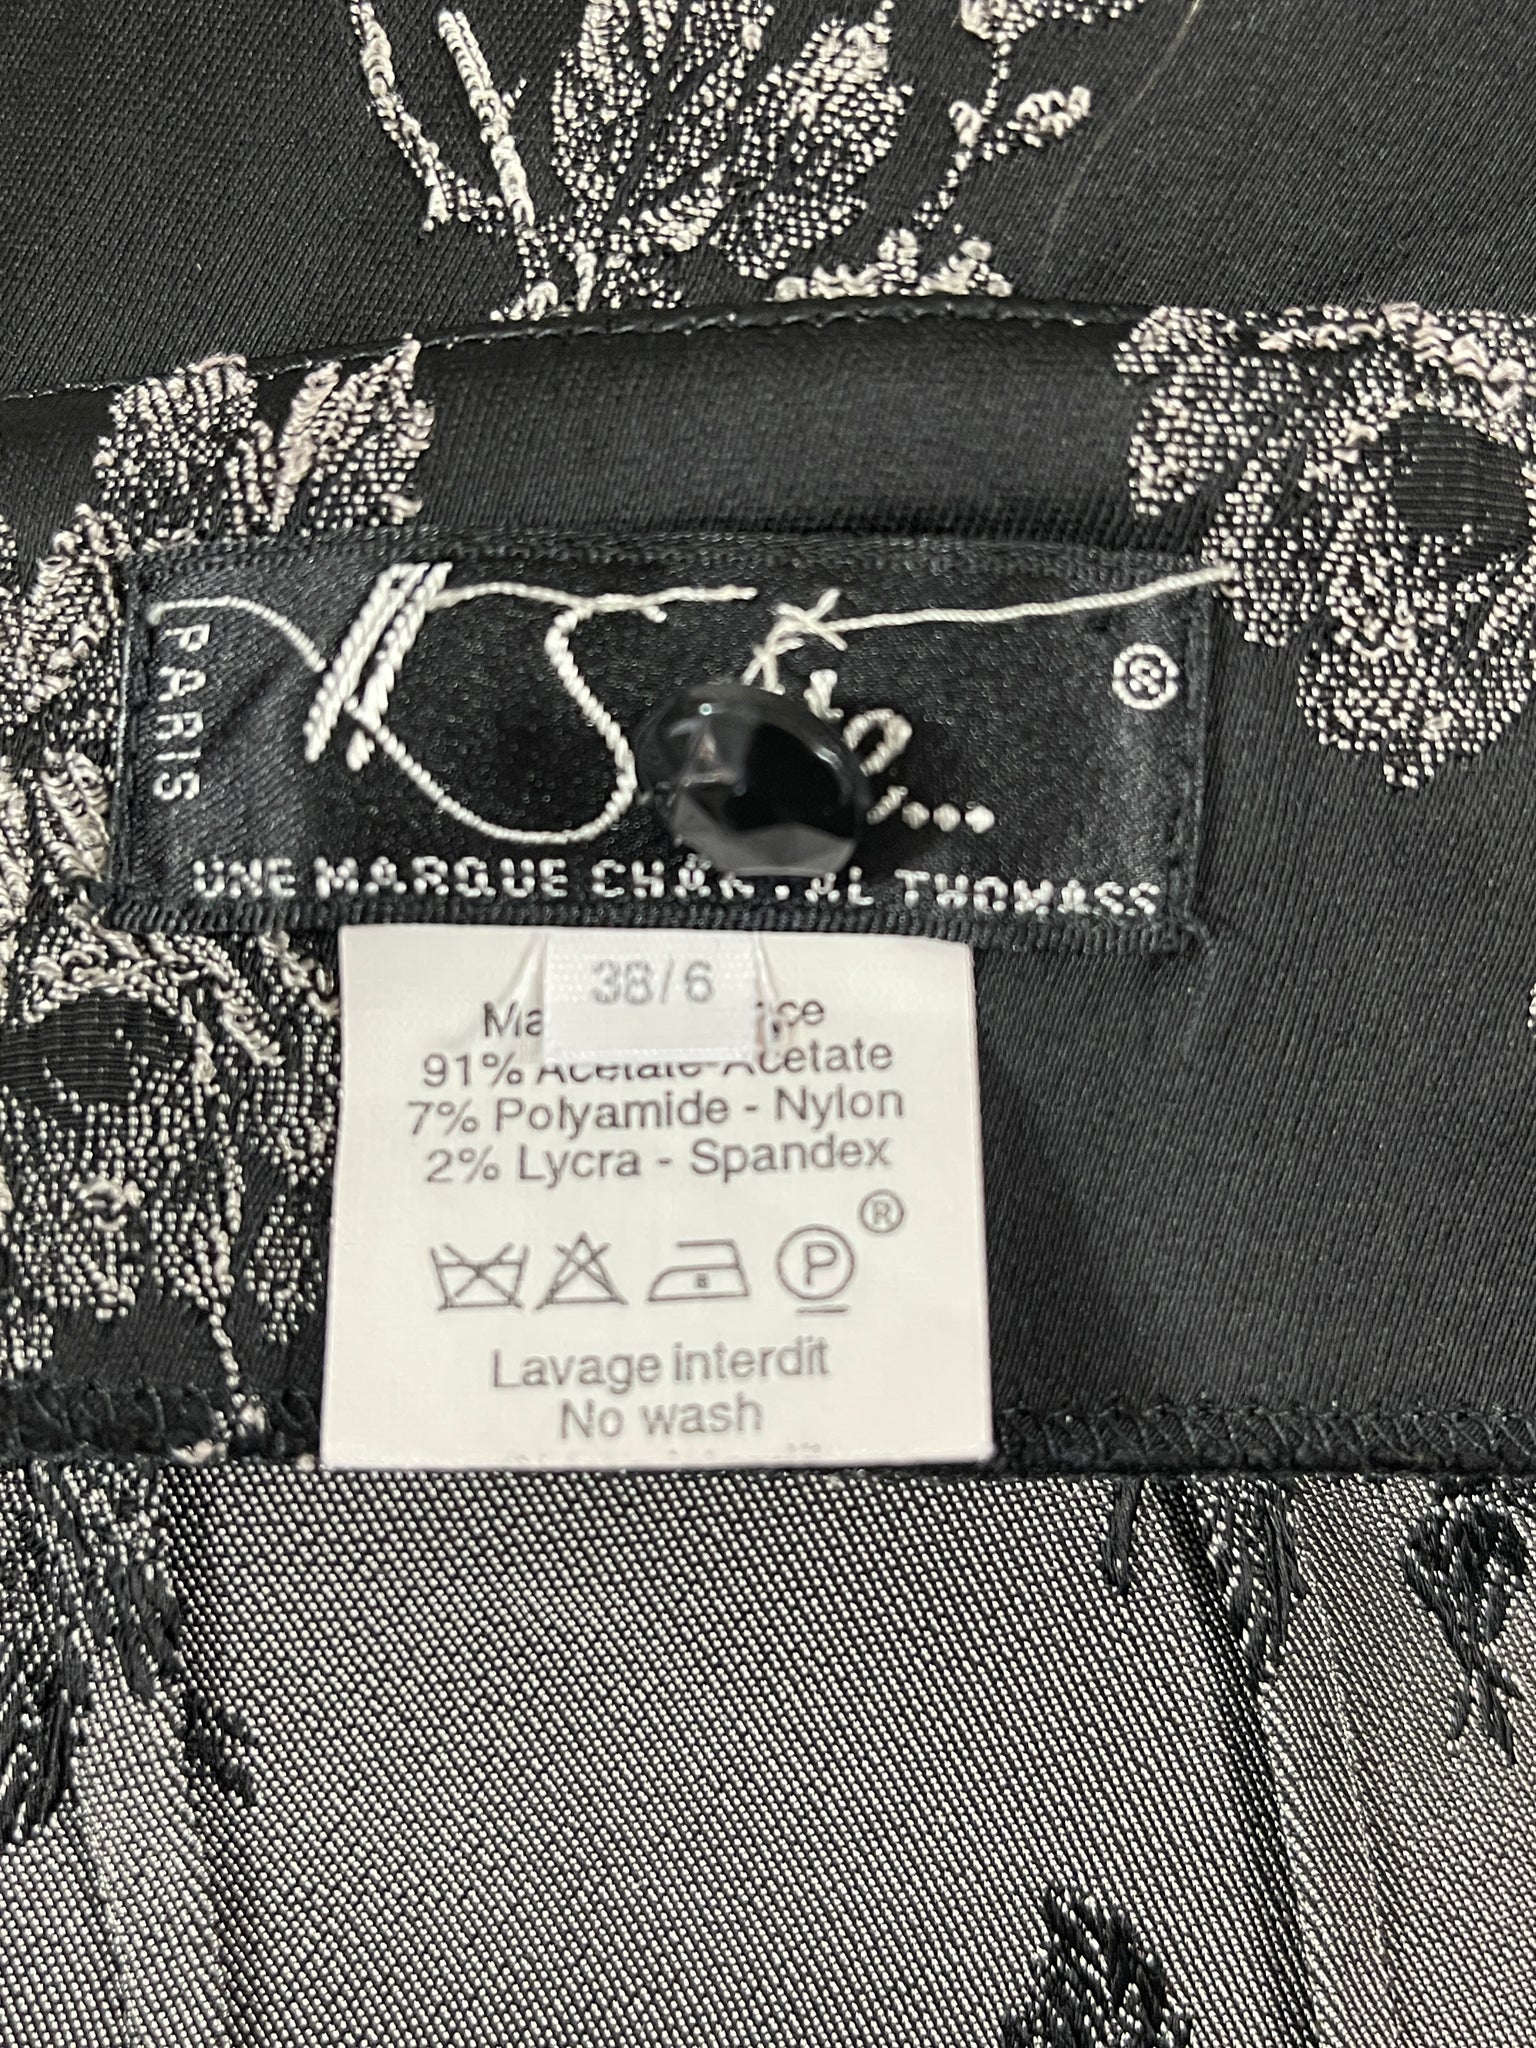 PARIS
®
UNE MARQUE THOMASS
38/6
91% Acetate-Acetate
7% Polyamide - Nylon
2% Lycra - Spandex
P
®
Lavage interdit
No wash